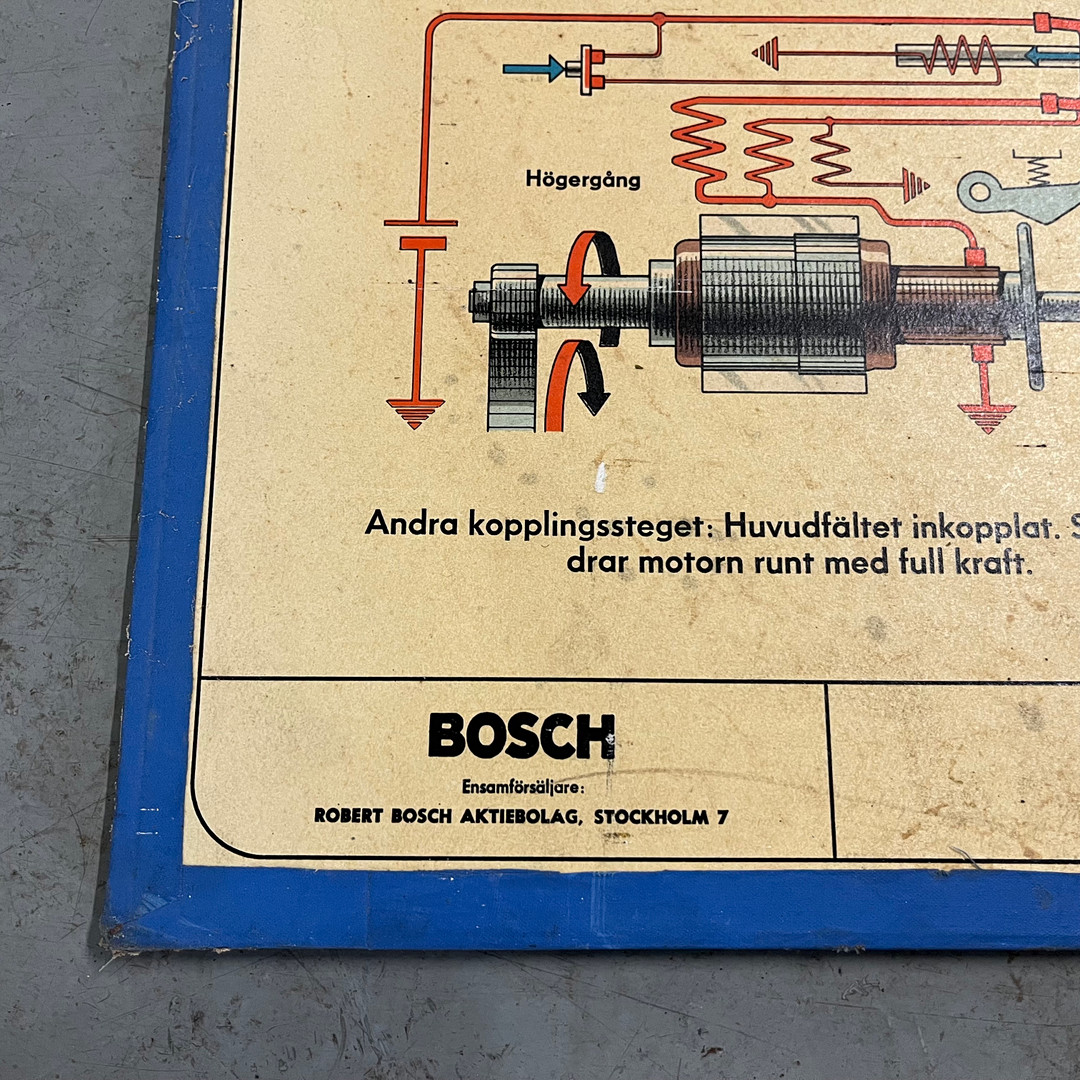 Högergång
Andra kopplingssteget: Huvudfältet inkopplat.
drar motorn runt med full kraft.
BOSCH
Ensamförsäljare:
ROBERT BOSCH AKTIEBOLAG, STOCKHOLM 7